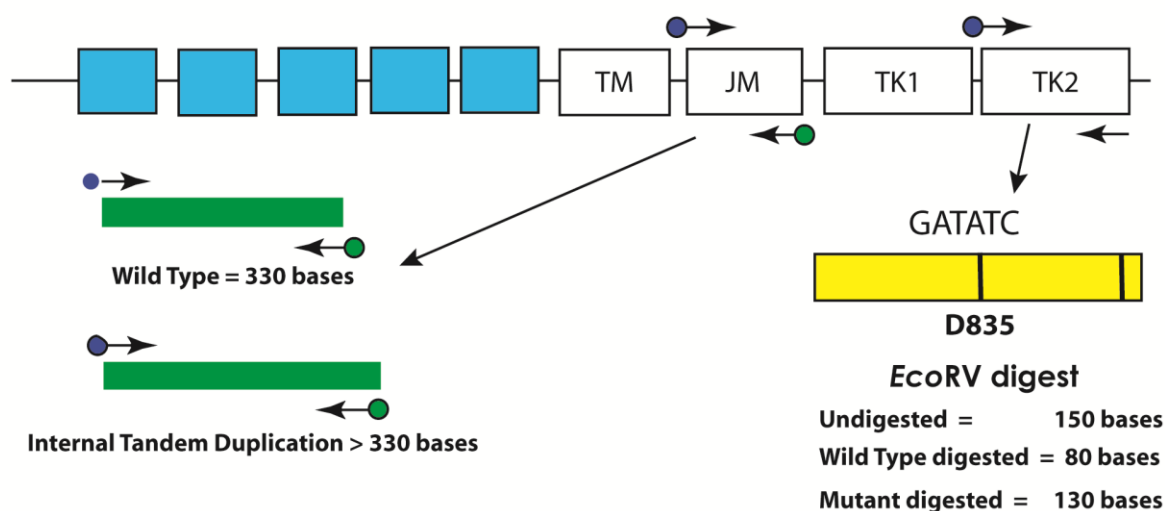 TM
JM
TK1
TK2
GATATC
Wild Type = 330 bases
D835
EcoRV digest
Internal Tandem Duplication > 330 bases
Undigested = 150 bases
Wild Type digested = 80 bases
Mutant digested = 130 bases